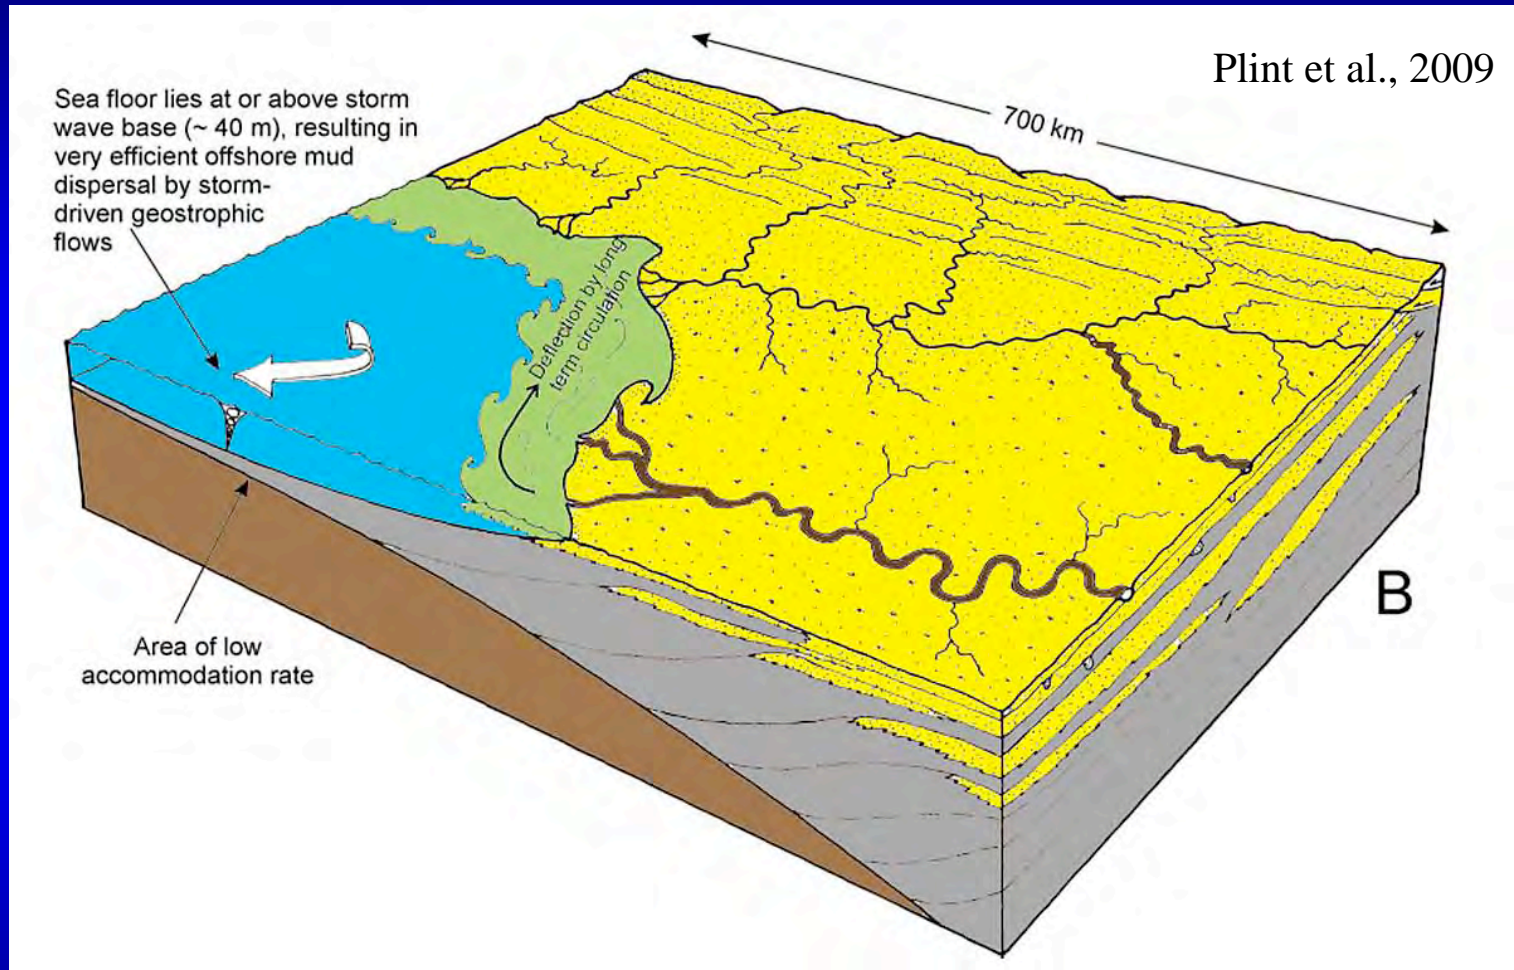 Plint et al., 2009
700 km
Sea floor lies at or above storm
wave base (~ 40 m), resulting in
very efficient offshore mud
dispersal by storm-
driven geostrophic
flows
Deflection by long
term circulation
B
Area of low
accommodation rate